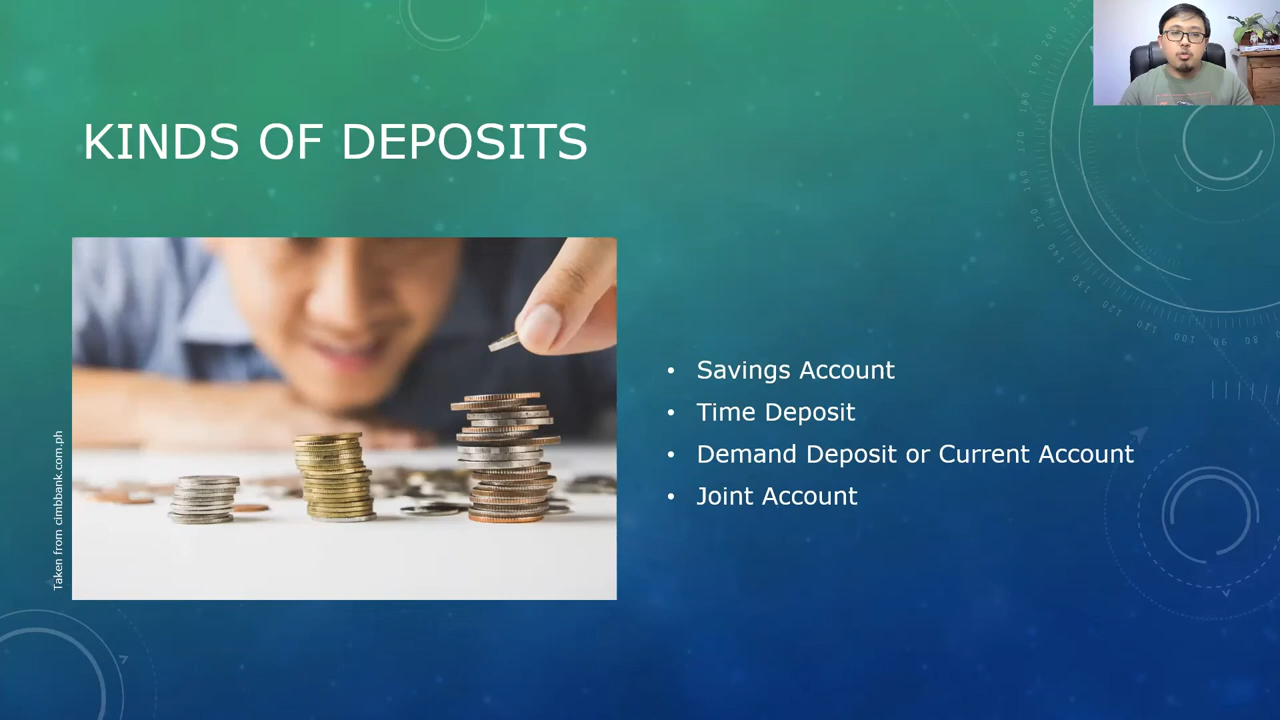 KINDS OF DEPOSITS
Taken from cimbbank.com.ph
• Savings Account
• Time Deposit
• Demand Deposit or Current Account
• Joint Account